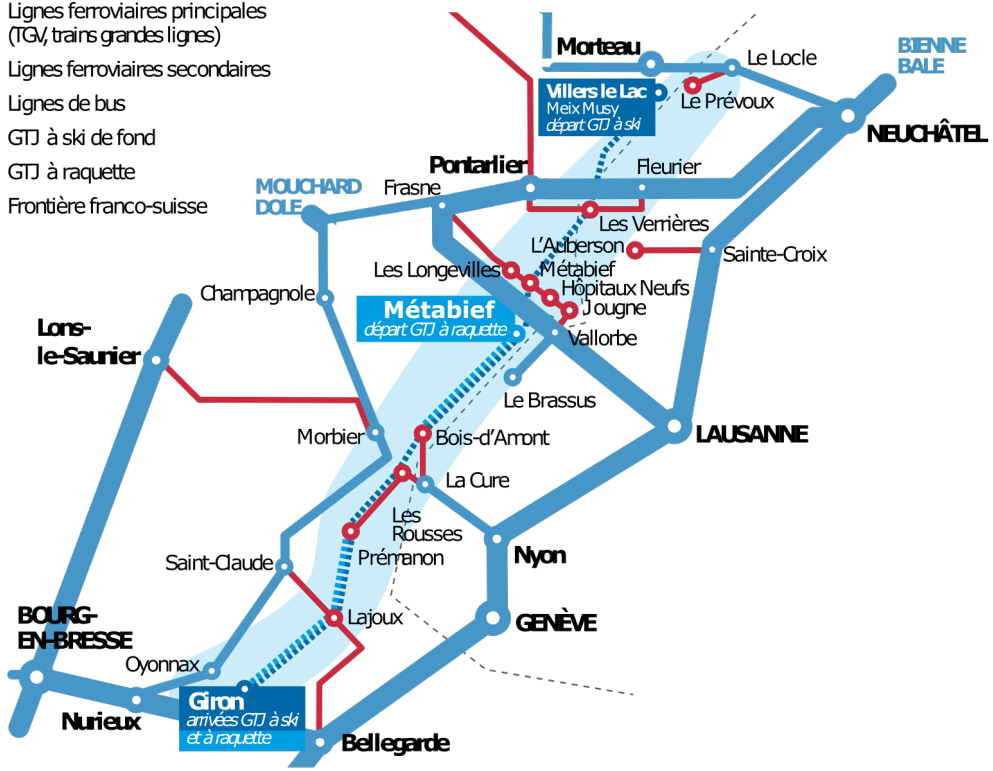 Lignes ferroviaires principales
(TGV, trains grandes lignes)
Lignes ferroviaires secondaires
Lignes de bus
GTJ à ski de fond
GTJ à raquette
Frontière franco-suisse
Morteau
Le Locle
BIENNE
BALE
Villers le Lac
Meix Musy
départ GTJ à ski
Le Prévoux
NEUCHÂTEL
Pontarlier
Fleurier
MOUCHARD
DOLE
Frasne
Les Verrières
L'Auberson
Sainte-Croix
Les Longevilles
Métabief
Hôpitaux Neufs
Jougne
Champagnole
Métabief
départ GTJ à raquette
Vallorbe
Lons-
le-Saunier
Le Brassus
Morbier
Bois-d'Amont
LAUSANNE
La Cure
Les
Rousses
Prémanon
Nyon
Saint-Claude
Lajoux
GENÈVE
BOURG-
EN-BRESSE
Oyonnax
Giron
arrivées GTJ à ski
et à raquette
Nurieux
Bellegarde